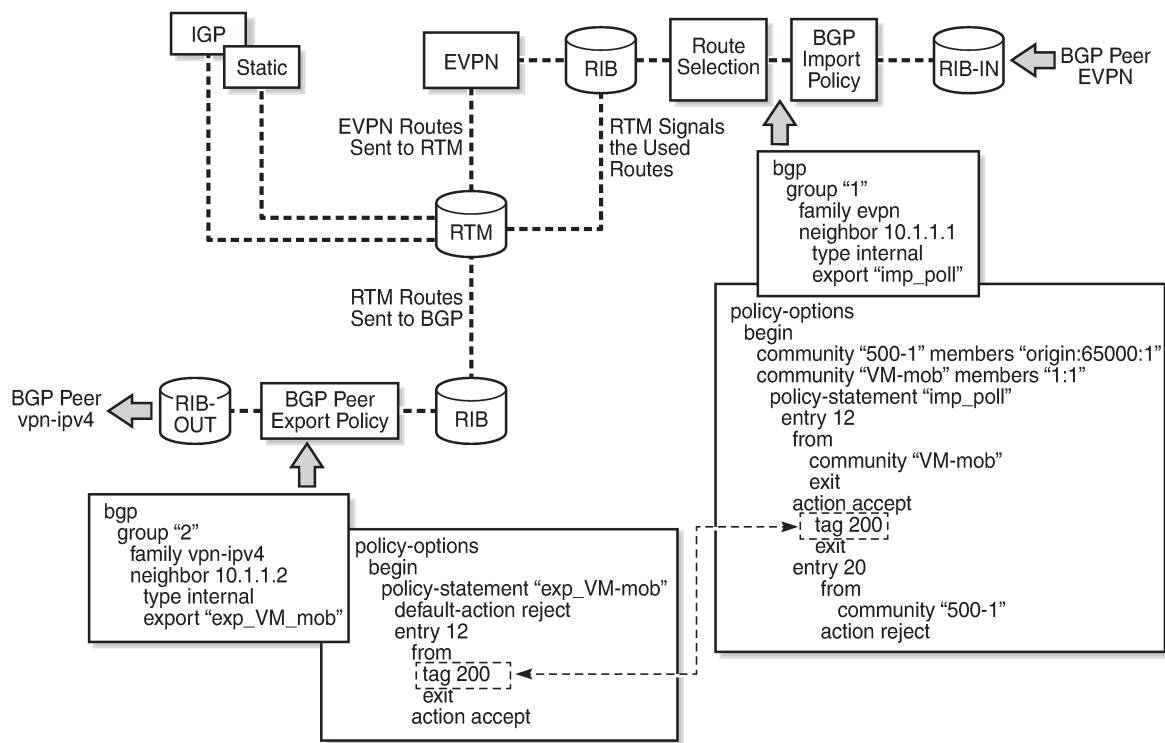 IGP
Static
EVPN
RIB
Route
Selection
BGP
Import
Policy
RIB-IN
BGP Peer
EVPN
EVPN Routes
Sent to RTM
RTM Signals
the Used
Routes
RTM
RTM Routes
Sent to BGP
bgp
group “1”
family evpn
neighbor 10.1.1.1
type internal
export “imp_poll”
policy-options
begin
community “500-1” members “origin:65000:1”
community “VM-mob” members “1:1”
policy-statement “imp_poll”
entry 12
from
community “VM-mob”
exit
action accept
tag 200
exit
entry 20
from
community “500-1”
action reject
BGP Peer
vpn-ipv4
RIB-
OUT
BGP Peer
Export Policy
RIB
bgp
group “2”
family vpn-ipv4
neighbor 10.1.1.2
type internal
export “exp_VM_mob”
policy-options
begin
policy-statement “exp_VM-mob”
default-action reject
entry 12
from
tag 200
exit
action accept